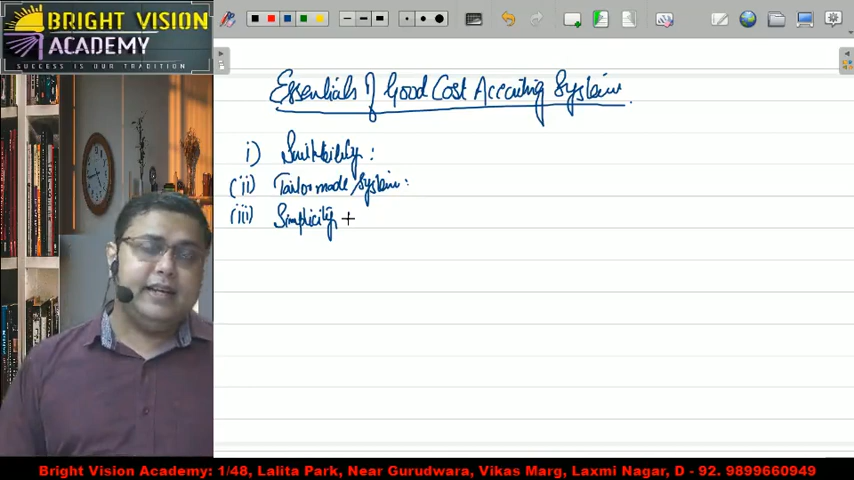 BRIGHT VISION
ACADEMY
SUCCESS IS OUR TRADITION
Essentials of Good Cost Accounting System.
i) Suitability:
(ii) Tailor made System:
(iii) Simplicity
Bright Vision Academy: 1/48, Lalita Park, Near Gurudwara, Vikas Marg, Laxmi Nagar, D - 92. 9899660949